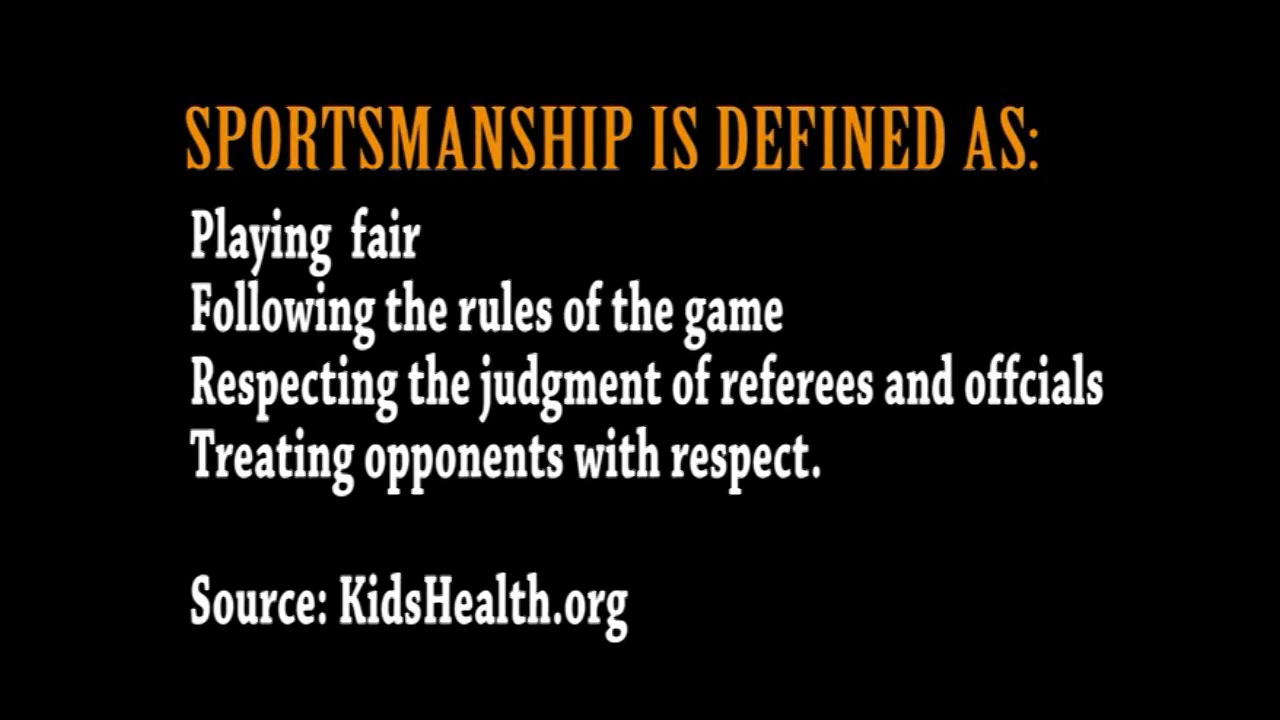 SPORTSMANSHIP IS DEFINED AS:
Playing fair
Following the rules of the game
Respecting the judgment of referees and offcials
Treating opponents with respect.
Source: KidsHealth.org